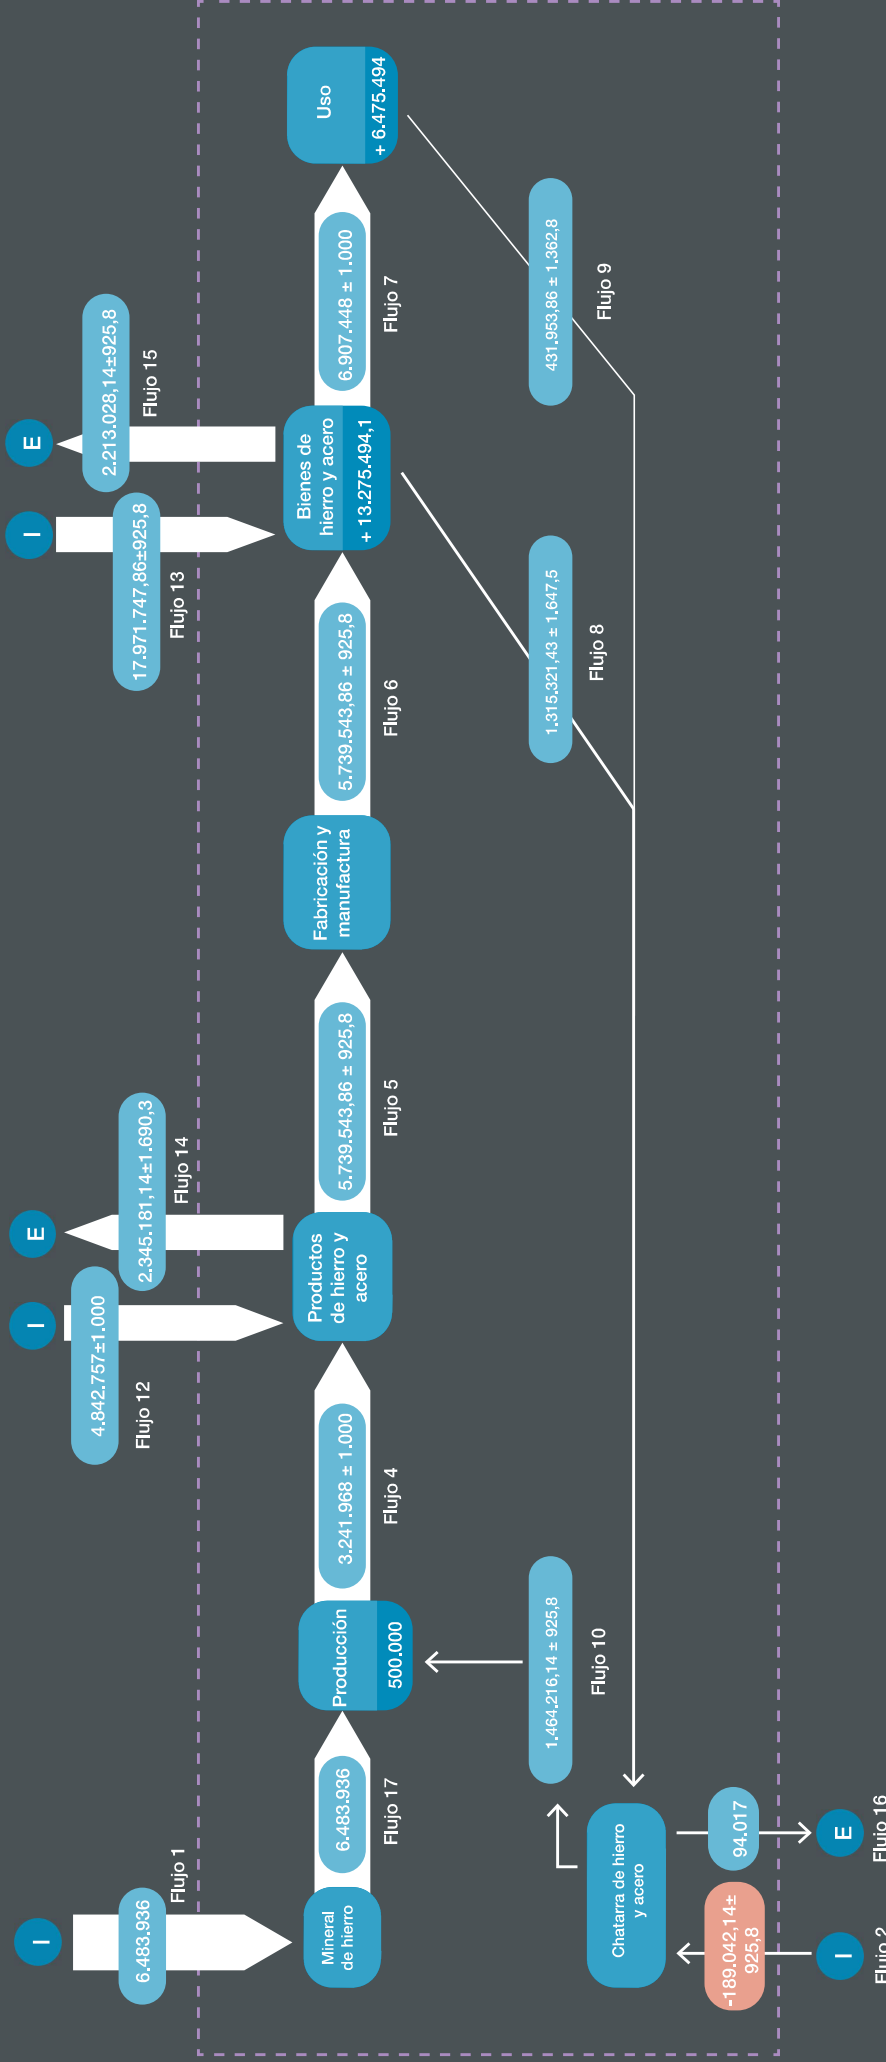 I
6.483.936
Flujo 1
Mineral
de hierro
6.483.936
Flujo 17
Producción
500.000
3.241.968 ± 1.000
Flujo 4
I
4.842.757±1.000
Flujo 12
E
2.345.181,14±1.690,3
Flujo 14
Productos
de hierro y
acero
5.739.543,86 ± 925,8
Flujo 5
Fabricación y
manufactura
5.739.543,86 ± 925,8
Flujo 6
I
17.971.747,86±925,8
Flujo 13
E
2.213.028,14±925,8
Flujo 15
Bienes de
hierro y acero
+ 13.275.494,1
6.907.448 ± 1.000
Flujo 7
Uso
+ 6.475.494
431.953,86 ± 1.362,8
Flujo 9
1.315.321,43 ± 1.647,5
Flujo 8
1.464.216,14 ± 925,8
Flujo 10
Chatarra de hierro
y acero
-189.042,14±
925,8
I
Flujo 2
94.017
E
Flujo 16